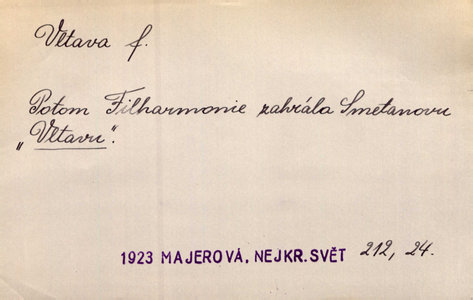 Vltava f.
Potom Filharmonie zahrála Smetanovu
„Vltavu".
1923 MAJEROVÁ, NEJKR. SVĚT 212, 24.